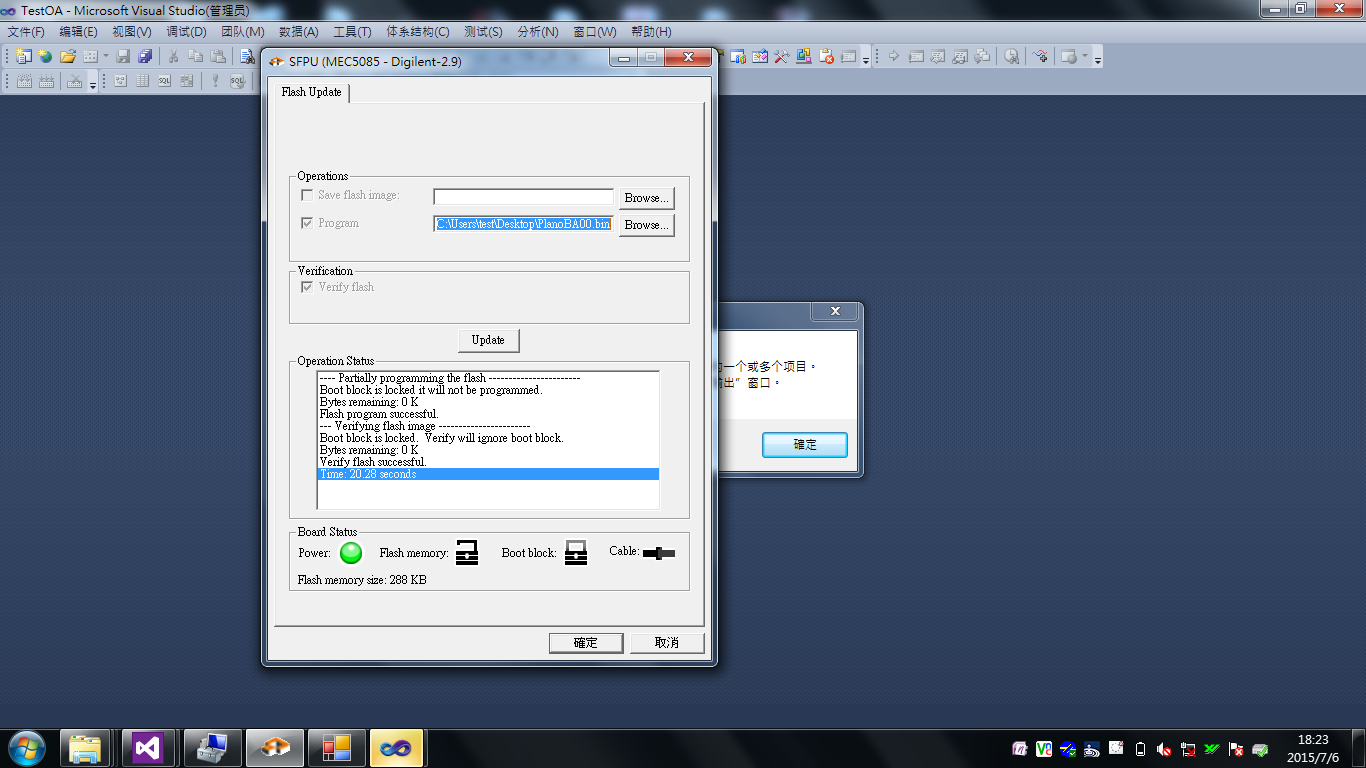 TestOA - Microsoft Visual Studio(管理员)
文件(F) 编辑(E) 视图(V) 调试(D) 团队(M) 数据(A) 工具(T) 体系结构(C) 测试(S) 分析(N) 窗口(W) 帮助(H)
SFPU (MEC5085 - Digilent-2.9)
Flash Update
Operations
Save flash image:
Browse...
Program
C:\Users\test\Desktop\PlanoBA00.bin
Browse...
Verification
Verify flash
Update
Operation Status
---- Partially programming the flash -----------------------
Boot block is locked it will not be programmed.
Bytes remaining: 0 K
Flash program successful.
--- Verifying flash image -----------------------
Boot block is locked.  Verify will ignore boot block.
Bytes remaining: 0 K
Verify flash successful.
Time: 20.28 seconds
Board Status
Power: Flash memory: Boot block: Cable:
Flash memory size: 288 KB
確定 取消
一个或多个项目。
出”窗口。
確定
18:23
2015/7/6